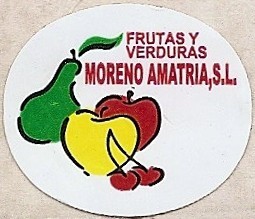 FRUTAS Y
VERDURAS
MORENO AMATRIA,S.L.